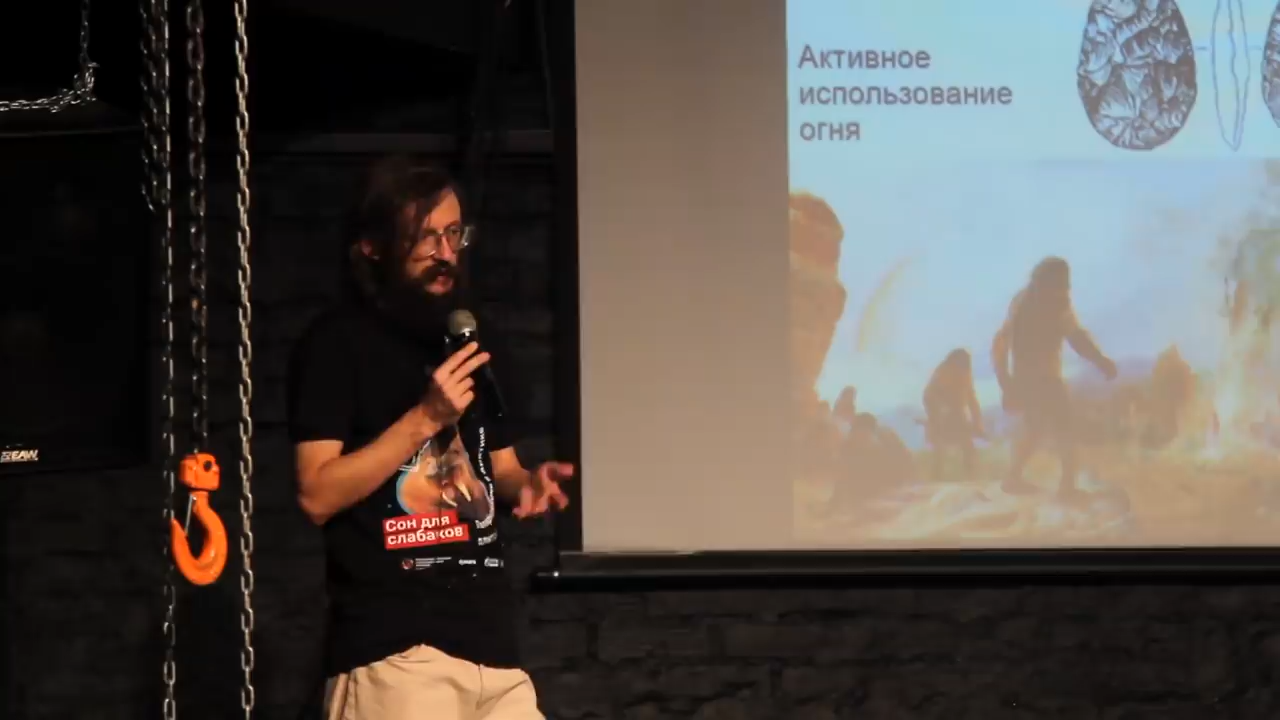 Активное
использование
огня
EAW
Сон для
слабаков